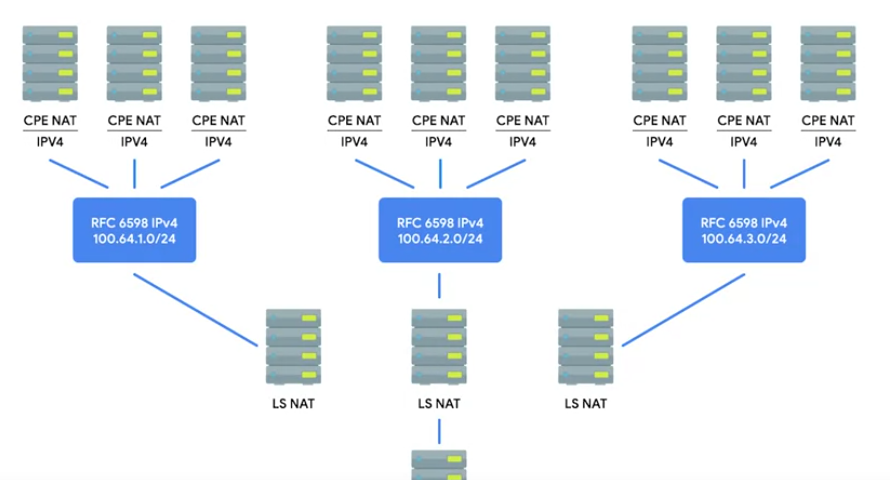 CPE NAT CPE NAT CPE NAT CPE NAT CPE NAT CPE NAT CPE NAT CPE NAT CPE NAT
IPV4 IPV4 IPV4 IPV4 IPV4 IPV4 IPV4 IPV4 IPV4
RFC 6598 IPv4
100.64.1.0/24
RFC 6598 IPv4
100.64.2.0/24
RFC 6598 IPv4
100.64.3.0/24
LS NAT LS NAT LS NAT